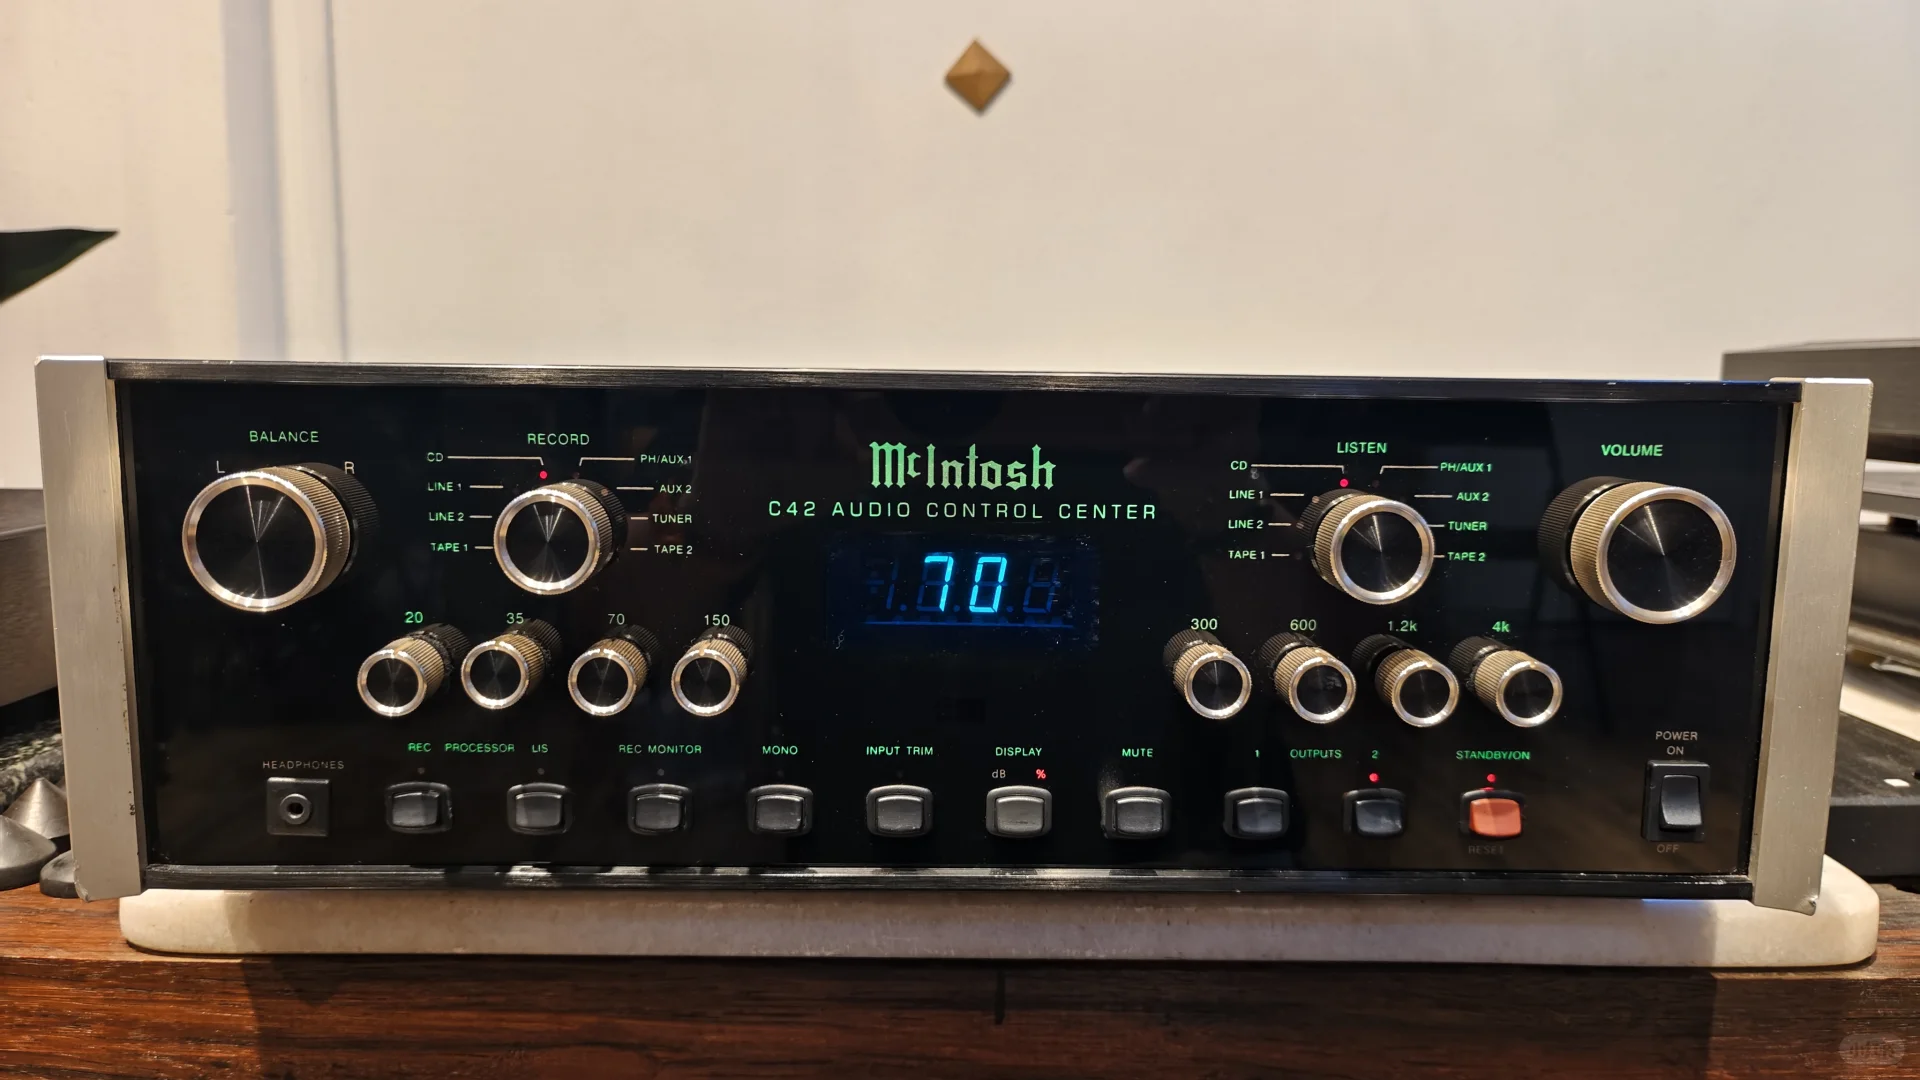 BALANCE
L R
RECORD
CD PH/AUX 1
LINE 1 AUX 2
LINE 2 TUNER
TAPE 1 TAPE 2
McIntosh
C42 AUDIO CONTROL CENTER
70
LISTEN
CD PH/AUX 1
LINE 1 AUX 2
LINE 2 TUNER
TAPE 1 TAPE 2
VOLUME
20 35 70 150
300 600 1.2k 4k
HEADPHONES
REC PROCESSOR LIS
REC MONITOR
MONO
INPUT TRIM
DISPLAY
dB %
MUTE
1 OUTPUTS 2
STANDBY/ON
RESET
POWER
ON
OFF